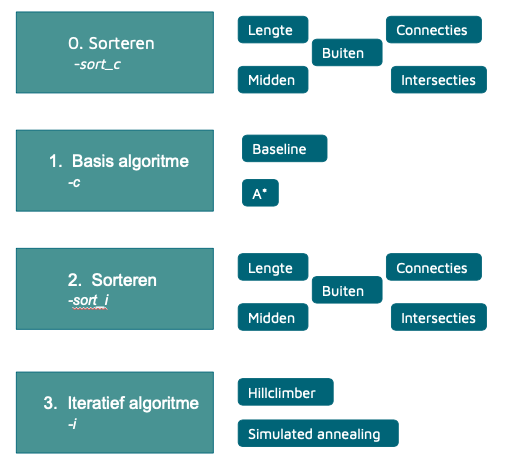 0. Sorteren
-sort_c
Lengte
Connecties
Buiten
Midden
Intersecties
1. Basis algoritme
-c
Baseline
A*
2. Sorteren
-sort_i
Lengte
Connecties
Buiten
Midden
Intersecties
3. Iteratief algoritme
-i
Hillclimber
Simulated annealing